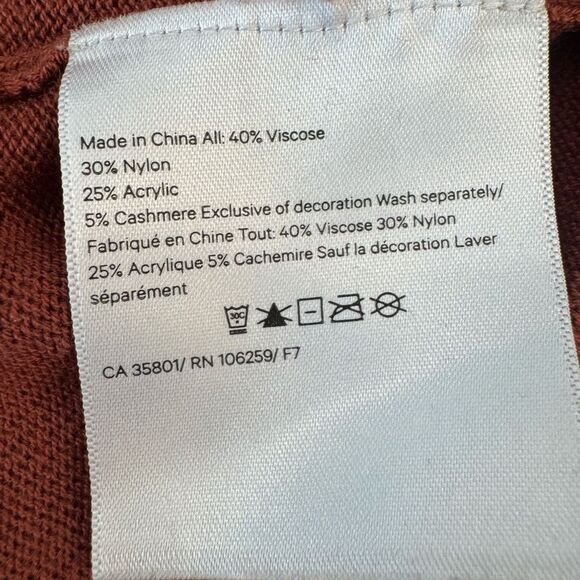 Made in China All: 40% Viscose
30% Nylon
25% Acrylic
5% Cashmere Exclusive of decoration Wash separately/
Fabriqué en Chine Tout: 40% Viscose 30% Nylon
25% Acrylique 5% Cachemire Sauf la décoration Laver
séparément
30C
CA 35801/ RN 106259/ F7